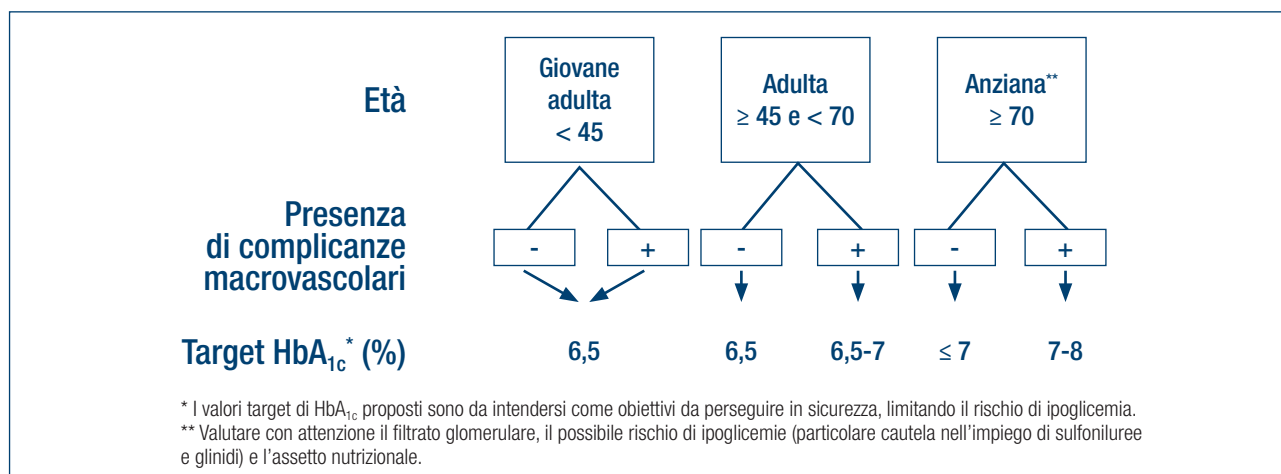 Età
Giovane
adulta
< 45
Adulta
≥ 45 e < 70
Anziana**
≥ 70
Presenza
di complicanze
macrovascolari
- + - + - +
Target HbA1c* (%)
6,5 6,5 6,5-7 ≤ 7 7-8
* I valori target di HbA1c proposti sono da intendersi come obiettivi da perseguire in sicurezza, limitando il rischio di ipoglicemia.
** Valutare con attenzione il filtrato glomerulare, il possibile rischio di ipoglicemie (particolare cautela nell'impiego di sulfoniluree
e glinidi) e l'assetto nutrizionale.